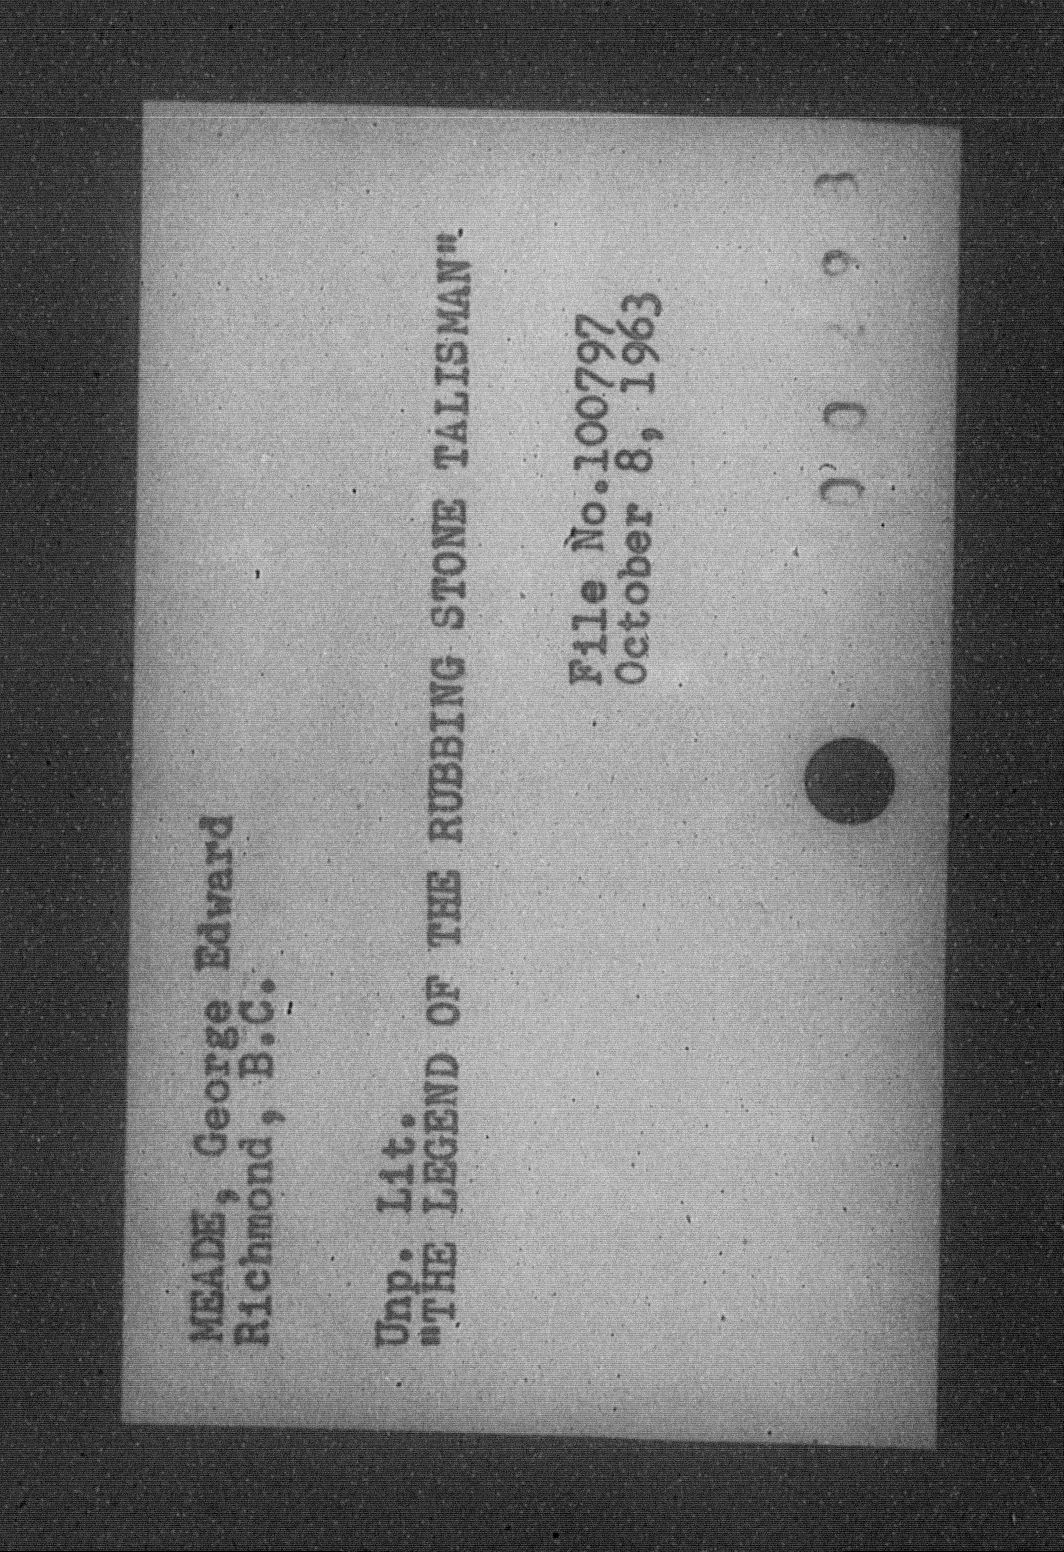 MEADE, George Edward
Richmond, B.C.
Unp. Lit.
"THE LEGEND OF THE RUBBING STONE TALISMAN".
File No.100797
October 8, 1963